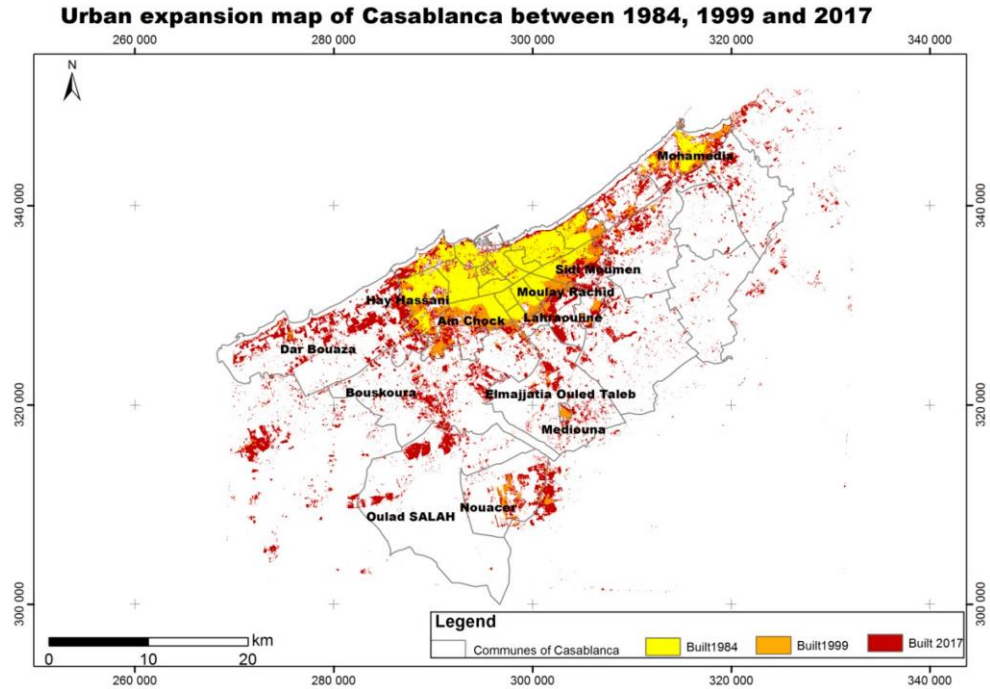 Urban expansion map of Casablanca between 1984, 1999 and 2017
260 000 280 000 300 000 320 000 340 000
N
Mohamedia
340 000 340 000
Sidi Moumen
Moulay Rachid
Hay Hassani
Lahraouline
Ain Chock
Dar Bouaza
Bouskoura Elmajjatia Ouled Taleb
320 000 320 000
Mediouna
Nouacer
Oulad SALAH
300 000 300 000
Legend
Communes of Casablanca Built1984 Built1999 Built 2017
km
0 10 20
260 000 280 000 300 000 320 000 340 000